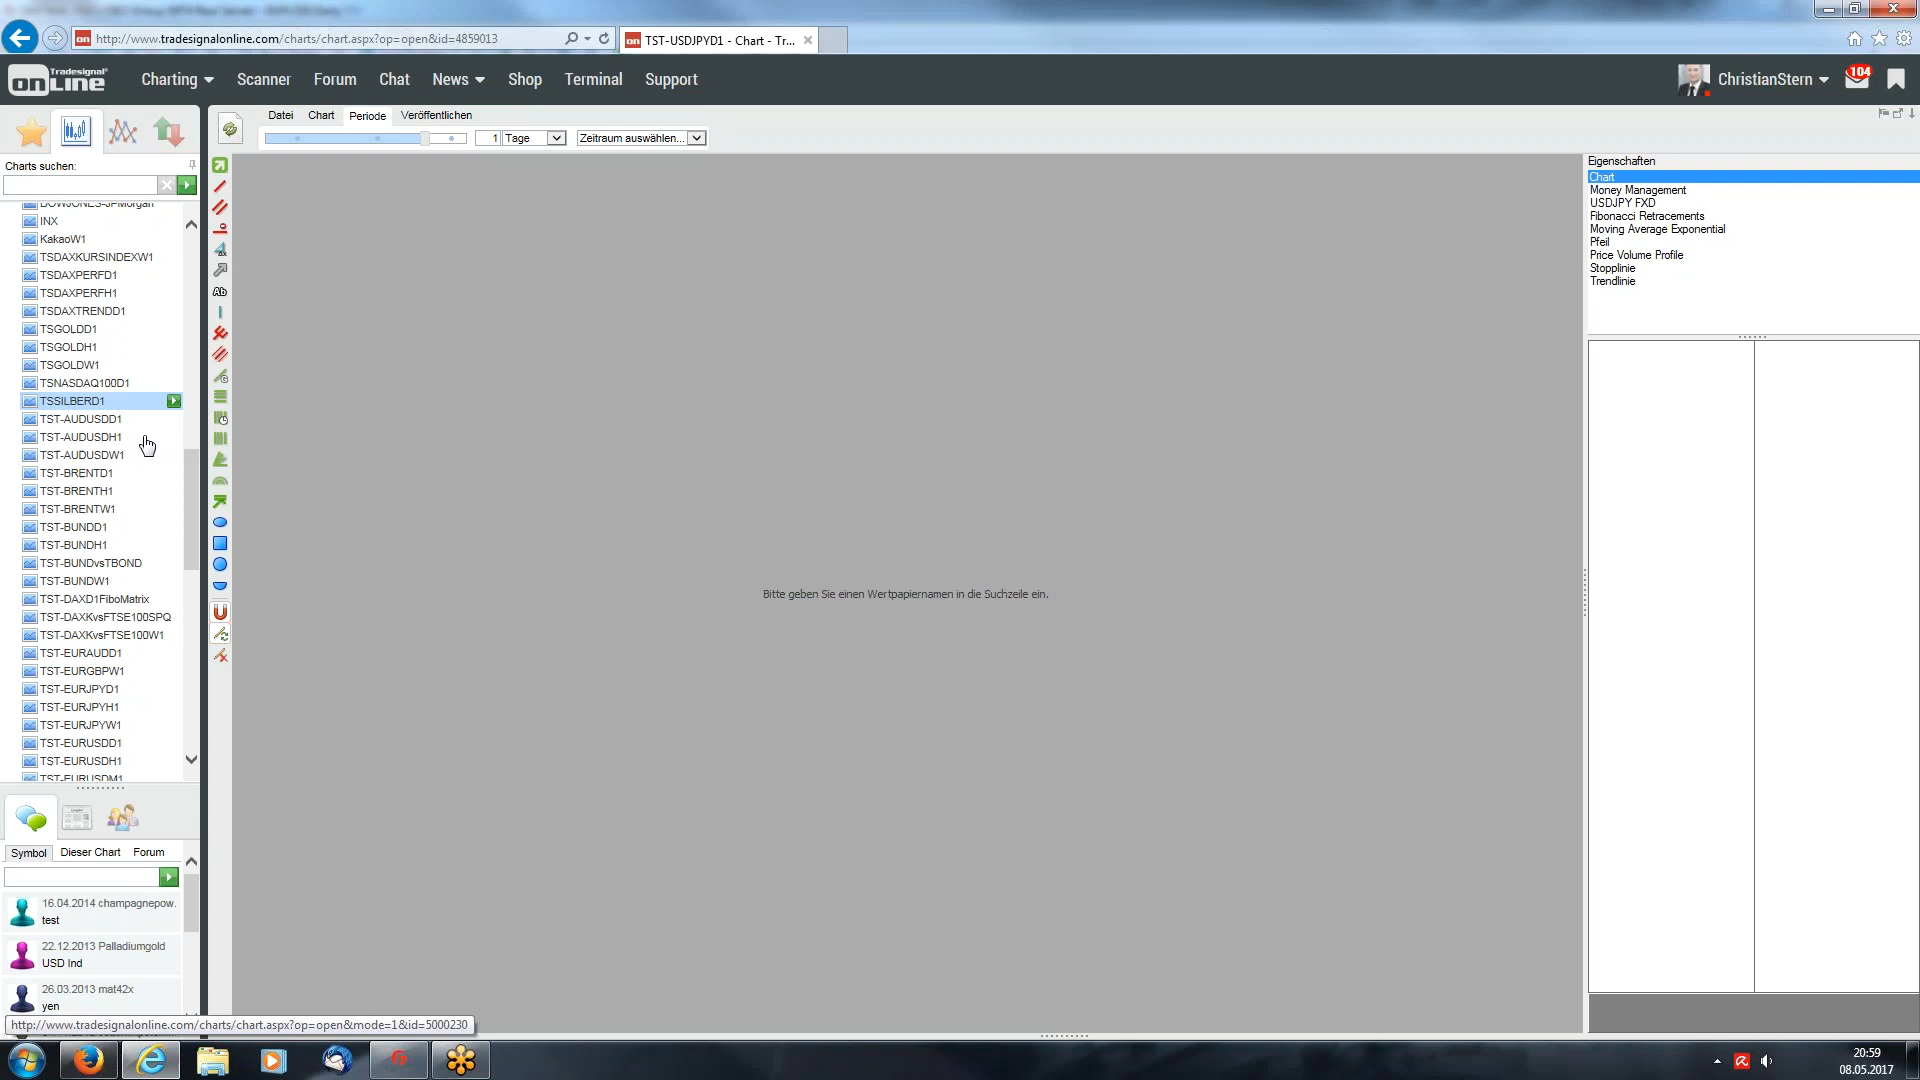 http://www.tradesignalonline.com/charts/chart.aspx?op=open&id=4859013
TST-USDJPYD1 - Chart - Tr...
Tradesignal
onLine
Charting
Scanner
Forum
Chat
News
Shop
Terminal
Support
ChristianStern
104
Datei
Chart
Periode
Veröffentlichen
1
Tage
Zeitraum auswählen...
Charts suchen:
DOWJONES-JPMorgan
INX
KakaoW1
TSDAXKURSINDEXW1
TSDAXPERFD1
TSDAXPERFH1
TSDAXTRENDD1
TSGOLDD1
TSGOLDH1
TSGOLDW1
TSNASDAQ100D1
TSSILBERD1
TST-AUDUSDD1
TST-AUDUSDH1
TST-AUDUSDW1
TST-BRENTD1
TST-BRENTH1
TST-BRENTW1
TST-BUNDD1
TST-BUNDH1
TST-BUNDvsTBOND
TST-BUNDW1
TST-DAXD1FiboMatrix
TST-DAXKvsFTSE100SPQ
TST-DAXKvsFTSE100W1
TST-EURAUDD1
TST-EURGBPW1
TST-EURJPYD1
TST-EURJPYH1
TST-EURJPYW1
TST-EURUSDD1
TST-EURUSDH1
TST-EURUSDM1
Ab
Bitte geben Sie einen Wertpapiernamen in die Suchzeile ein.
Eigenschaften
Chart
Money Management
USDJPY FXD
Fibonacci Retracements
Moving Average Exponential
Pfeil
Price Volume Profile
Stopplinie
Trendlinie
Symbol
Dieser Chart
Forum
16.04.2014 champagnepow.
test
22.12.2013 Palladiumgold
USD Ind
26.03.2013 mat42x
yen
http://www.tradesignalonline.com/charts/chart.aspx?op=open&mode=1&id=5000230
20:59
08.05.2017